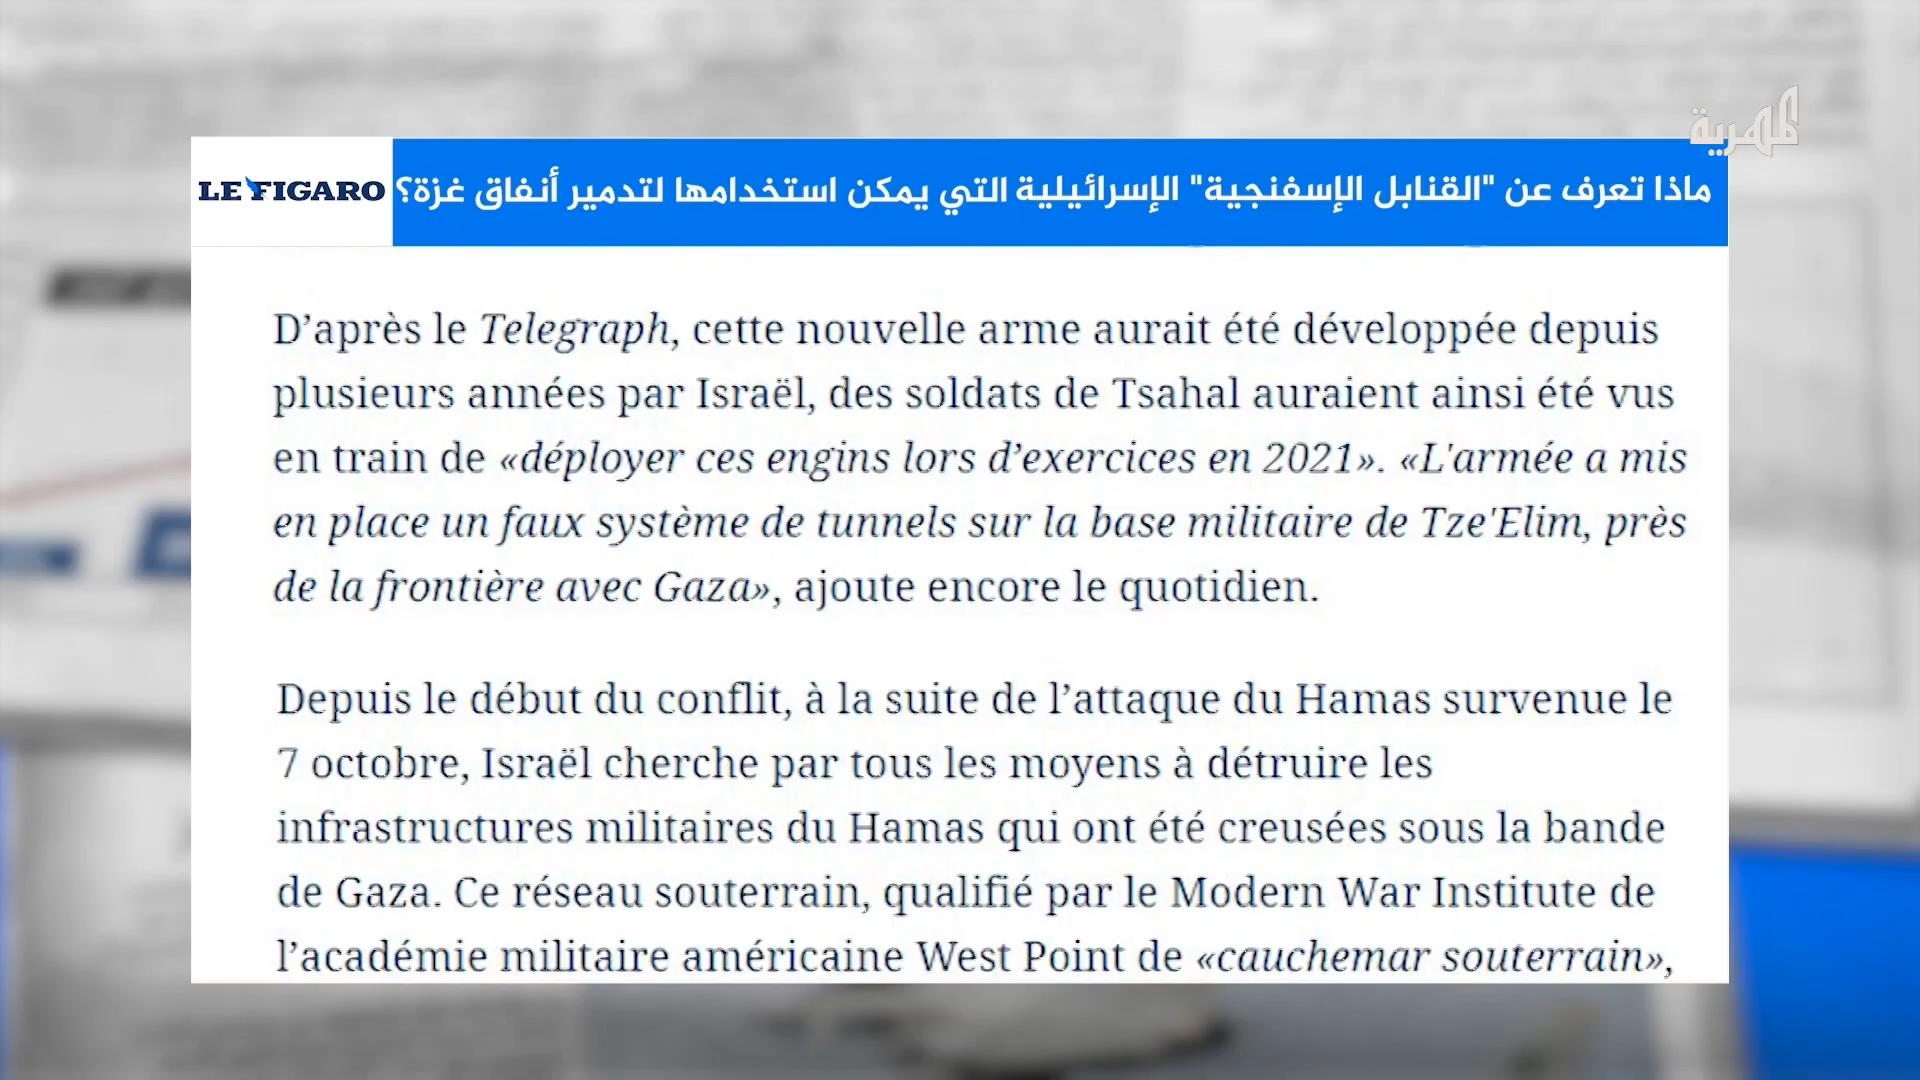 المهرية
LE FIGARO
ماذا تعرف عن "القنابل الإسفنجية" الإسرائيلية التي يمكن استخدامها لتدمير أنفاق غزة؟
D’après le Telegraph, cette nouvelle arme aurait été développée depuis
plusieurs années par Israël, des soldats de Tsahal auraient ainsi été vus
en train de «déployer ces engins lors d’exercices en 2021». «L'armée a mis
en place un faux système de tunnels sur la base militaire de Tze'Elim, près
de la frontière avec Gaza», ajoute encore le quotidien.
Depuis le début du conflit, à la suite de l’attaque du Hamas survenue le
7 octobre, Israël cherche par tous les moyens à détruire les
infrastructures militaires du Hamas qui ont été creusées sous la bande
de Gaza. Ce réseau souterrain, qualifié par le Modern War Institute de
l’académie militaire américaine West Point de «cauchemar souterrain»,